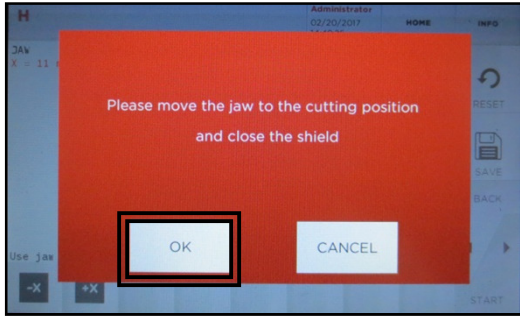 H
Administrator
02/20/2017
HOME
INFO
JAW
X = 11
RESET
Please move the jaw to the cutting position
and close the shield
SAVE
BACK
OK
CANCEL
Use jaw
-X
+X
START